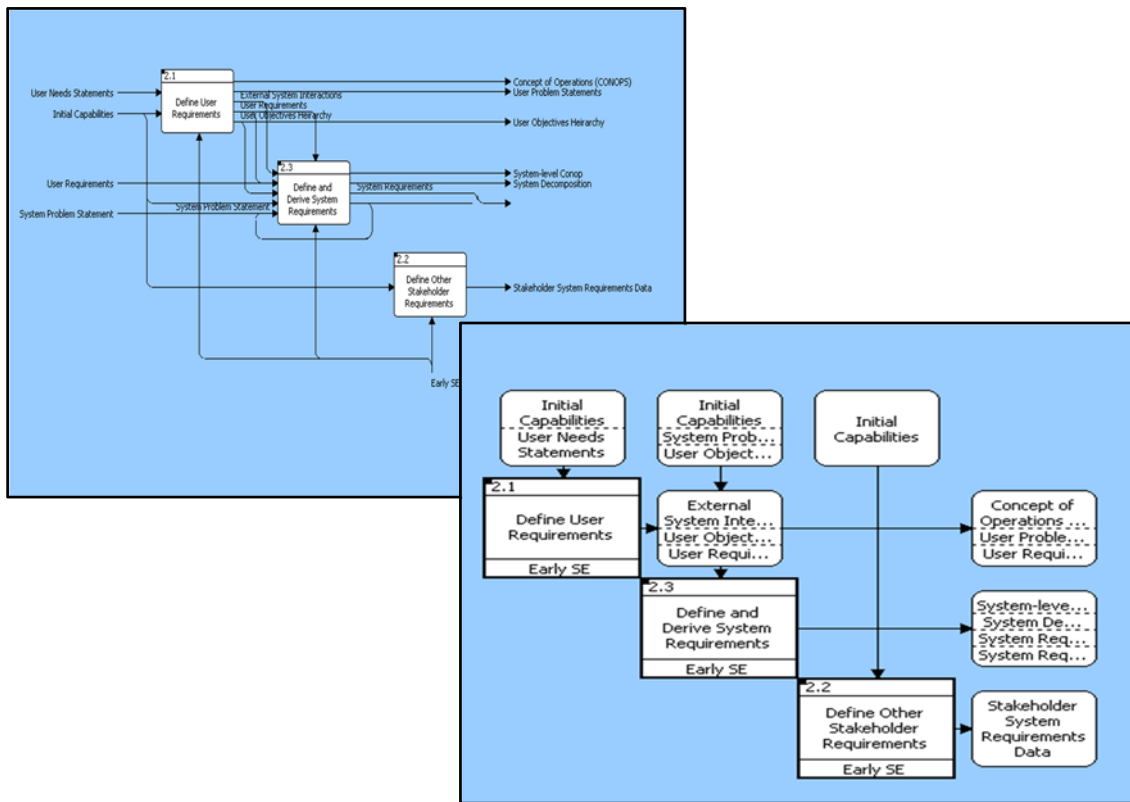 2.1
Define User
Requirements
User Needs Statements
Initial Capabilities
External System Interactions
User Requirements
User Objectives Heirarchy
Concept of Operations (CONOPS)
User Problem Statements
User Objectives Heirarchy
2.3
Define and
Derive System
Requirements
User Requirements
System Problem Statement
System Problem Statement
System Requirements
System-level Conop
System Decomposition
2.2
Define Other
Stakeholder
Requirements
Stakeholder System Requirements Data
Early SE
Initial
Capabilities
User Needs
Statements
Initial
Capabilities
System Prob...
User Object...
Initial
Capabilities
2.1
Define User
Requirements
Early SE
External
System Inte...
User Object...
User Requi...
Concept of
Operations ...
User Proble...
User Requi...
2.3
Define and
Derive System
Requirements
Early SE
System-leve...
System De...
System Req...
System Req...
2.2
Define Other
Stakeholder
Requirements
Early SE
Stakeholder
System
Requirements
Data